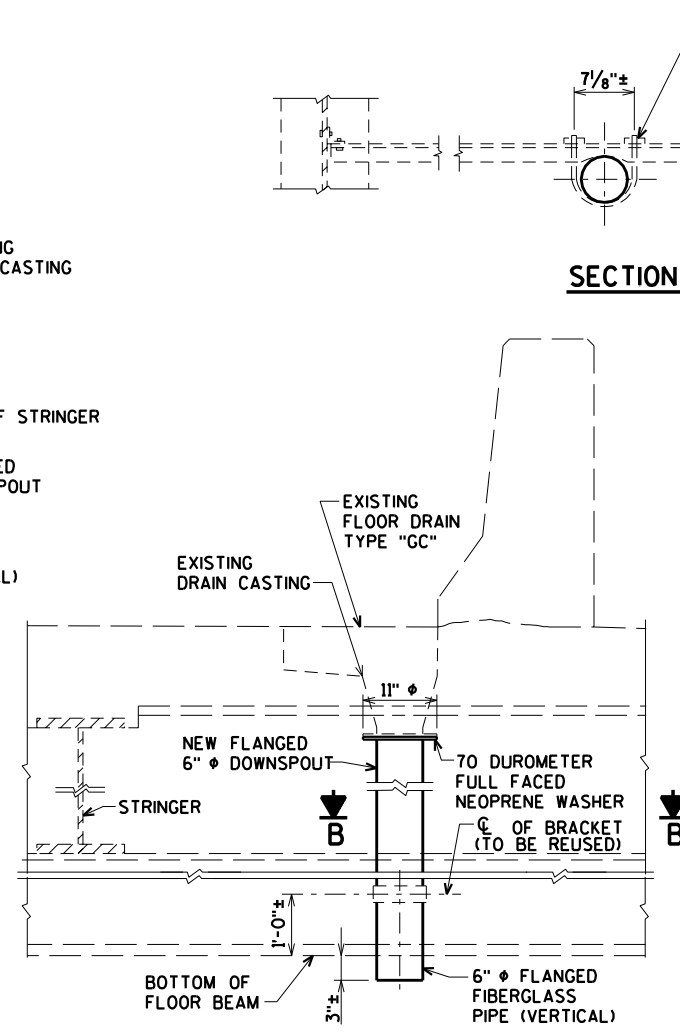 7 1/8"±
NG
CASTING
SECTION
F STRINGER
ED
POUT
EXISTING
FLOOR DRAIN
TYPE "GC"
EXISTING
DRAIN CASTING
L)
11" ϕ
NEW FLANGED
6" ϕ DOWNSPOUT
70 DUROMETER
FULL FACED
NEOPRENE WASHER
STRINGER
B
B
℄ OF BRACKET
(TO BE REUSED)
1'-0"±
BOTTOM OF
FLOOR BEAM
3"±
6" ϕ FLANGED
FIBERGLASS
PIPE (VERTICAL)